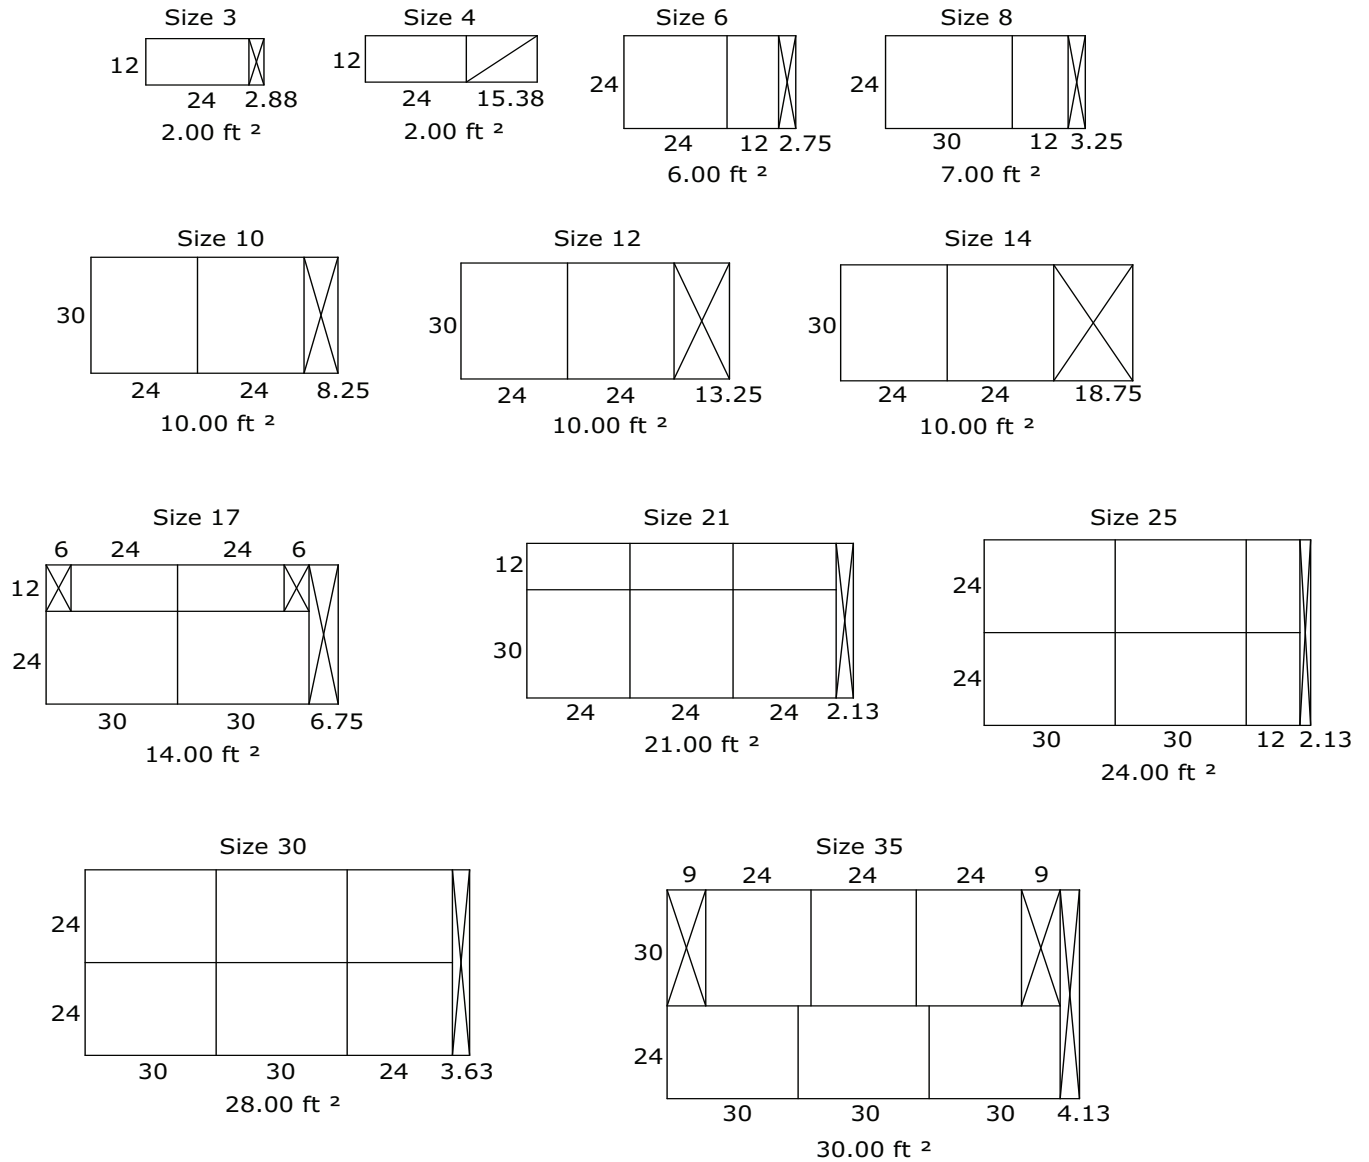 Size 3
12
24 2.88
2.00 ft ²
Size 4
12
24 15.38
2.00 ft ²
Size 6
24
24 12 2.75
6.00 ft ²
Size 8
24
30 12 3.25
7.00 ft ²
Size 10
30
24 24 8.25
10.00 ft ²
Size 12
30
24 24 13.25
10.00 ft ²
Size 14
30
24 24 18.75
10.00 ft ²
Size 17
6 24 24 6
12
24
30 30 6.75
14.00 ft ²
Size 21
12
30
24 24 24 2.13
21.00 ft ²
Size 25
24
24
30 30 12 2.13
24.00 ft ²
Size 30
24
24
30 30 24 3.63
28.00 ft ²
Size 35
9 24 24 24 9
30
24
30 30 30 4.13
30.00 ft ²